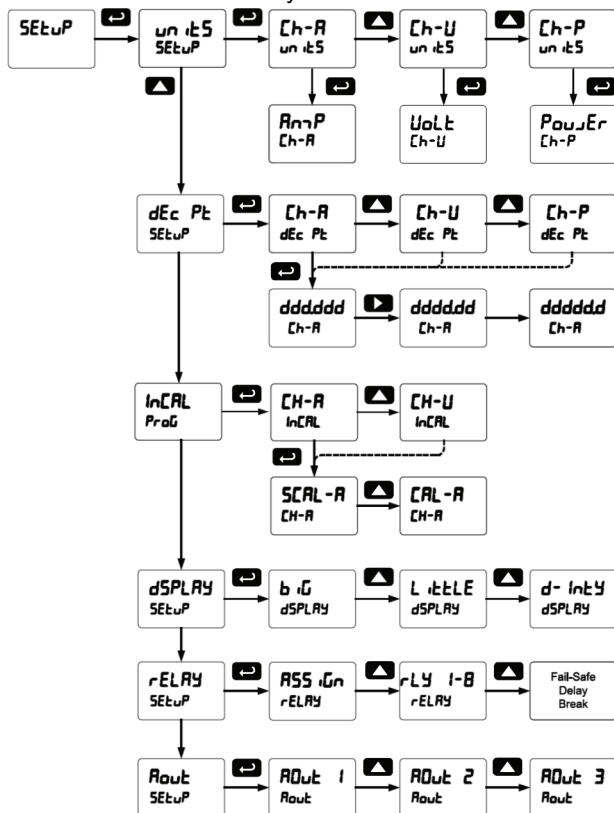 SEtuP
unitS
SEtuP
Ch-A
unitS
Ch-U
unitS
Ch-P
unitS
AmP
Ch-A
VoLt
Ch-U
PowEr
Ch-P
dEc Pt
SEtuP
Ch-A
dEc Pt
Ch-U
dEc Pt
Ch-P
dEc Pt
ddd.ddd
Ch-A
dddd.dd
Ch-A
ddddd.d
Ch-A
InCAL
ProG
CH-A
InCAL
CH-U
InCAL
SCAL-A
CH-A
CAL-A
CH-A
dSPLAY
SEtuP
biG
dSPLAY
LittLE
dSPLAY
d-IntY
dSPLAY
rELAY
SEtuP
ASSiGn
rELAY
rLY 1-8
rELAY
Fail-Safe
Delay
Break
Aout
SEtuP
AOut 1
Aout
AOut 2
Aout
AOut 3
Aout